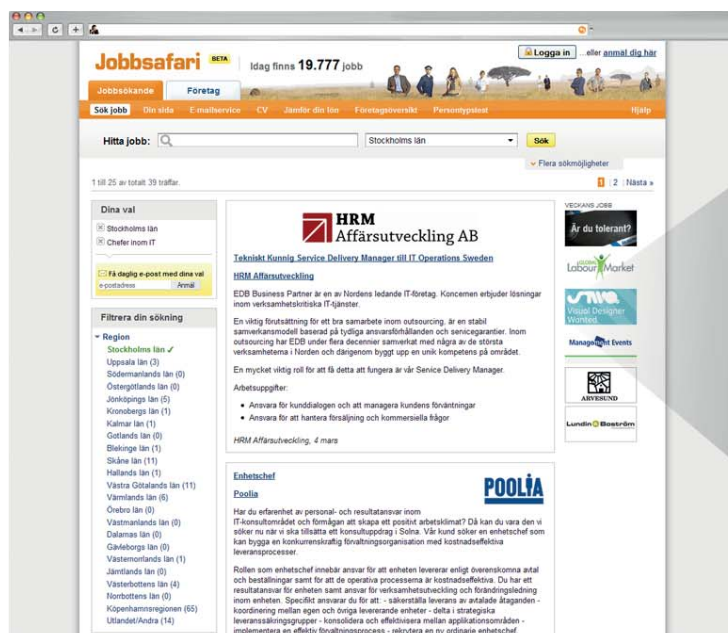 Jobbsafari BETA
Idag finns 19.777 jobb
Logga in ...eller anmäl dig här
Jobbsökande Företag
Sök jobb Din sida E-mailservice CV Jämför din lön Företagsöversikt Persontypstest Hjälp
Hitta jobb: Stockholms län Sök
Flera sökmöjligheter
1 till 25 av totalt 39 träffar. 1 | 2 | Nästa »
Dina val
Stockholms län
Chefer inom IT
Få daglig e-post med dina val
e-postadress Anmäl
Filtrera din sökning
Region
Stockholms län ✓
Uppsala län (3)
Södermanlands län (0)
Östergötlands län (0)
Jönköpings län (5)
Kronobergs län (1)
Kalmar län (1)
Gotlands län (0)
Blekinge län (1)
Skåne län (11)
Hallands län (1)
Västra Götalands län (11)
Värmlands län (6)
Örebro län (0)
Västmanlands län (0)
Dalarnas län (0)
Gävleborgs län (0)
Västernorrlands län (1)
Jämtlands län (0)
Västerbottens län (4)
Norrbottens län (0)
Köpenhamnsregionen (65)
Utlandet/Andra (14)
HRM
Affärsutveckling AB
Tekniskt Kunnig Service Delivery Manager till IT Operations Sweden
HRM Affärsutveckling
EDB Business Partner är en av Nordens ledande IT-företag. Koncernen erbjuder lösningar
inom verksamhetskritiska IT-tjänster.
En viktig förutsättning för ett bra samarbete inom outsourcing, är en stabil
samverkansmodell baserad på tydliga ansvarsförhållanden och servicegarantier. Inom
outsourcing har EDB under flera decennier samverkat med några av de största
verksamheterna i Norden och därigenom byggt upp en unik kompetens på området.
En mycket viktig roll för att få detta att fungera är vår Service Delivery Manager.
Arbetsuppgifter:
• Ansvara för kunddialogen och att managera kundens förväntningar
• Ansvara för att hantera försäljning och kommersiella frågor
HRM Affärsutveckling, 4 mars
Enhetschef
Poolia
POOLIA
Har du erfarenhet av personal- och resultatansvar inom
IT-konsultområdet och förmågan att skapa ett positivt arbetsklimat? Då kan du vara den vi
söker nu när vi ska tillsätta ett konsultuppdrag i Solna. Vår kund söker en enhetschef som
kan bygga en konkurrenskraftig förvaltningsorganisation med kostnadseffektiva
leveransprocesser.
Rollen som enhetschef innebär ansvar för att enheten levererar enligt överenskomna avtal
och beställningar samt för att de operativa processerna är kostnadseffektiva. Du har ett
resultatansvar för enheten samt ansvar för verksamhetsutveckling och förändringsledning
inom enheten. Specifikt ansvarar du för att: - säkerställa leverans av avtalade åtaganden -
koordinering mellan egen och övriga levererande enheter - delta i strategiska
leveranssäkringsgrupper - konsolidera och effektivisera mellan applikationsområden -
implementera en effektiv förvaltningsprocess - rekrytera en ny ordinarie enhetschef
VECKANS JOBB
Är du tolerant?
GLOBAL
Labour Market
Visual Designer
Wanted.
Management Events
ARVESUND
Lundin Boström